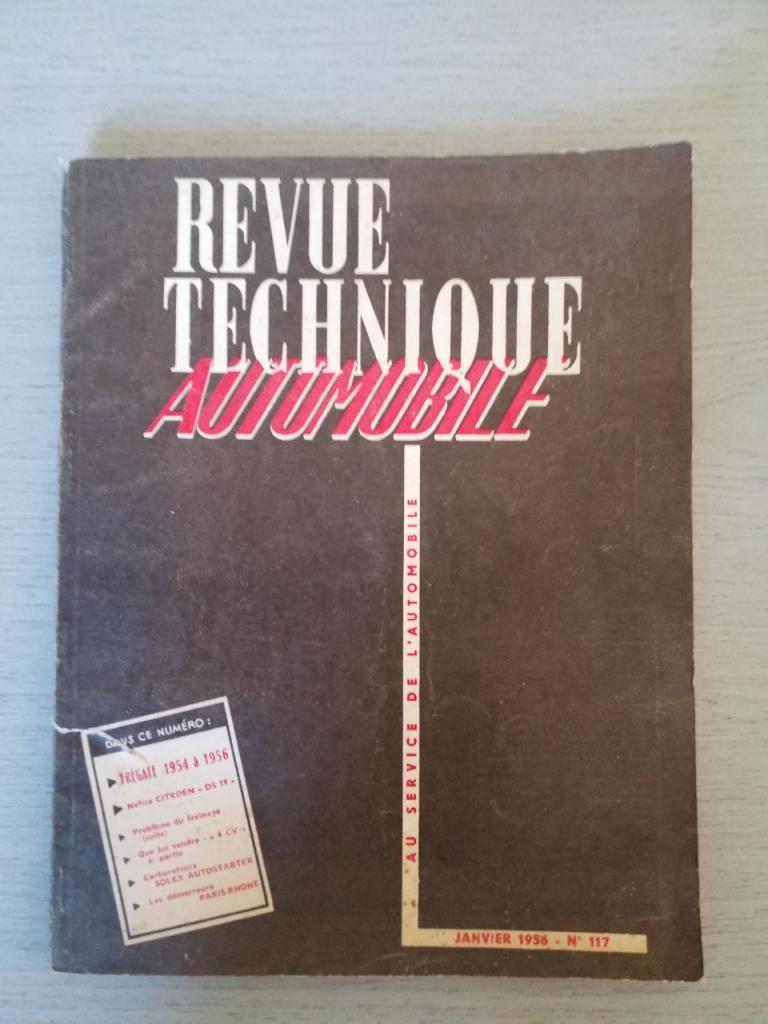 REVUE
TECHNIQUE
AUTOMOBILE
AU SERVICE DE L'AUTOMOBILE
DANS CE NUMÉRO :
FRÉGATE 1954 à 1956
Notice CITROEN - DS 19 -
Problème du freinage
(suite)
Que lui vendre - « 4 CV »
6e partie
Carburateurs
SOLEX AUTOSTARTER
Les démarreurs
PARIS-RHONE
JANVIER 1956 - N° 117